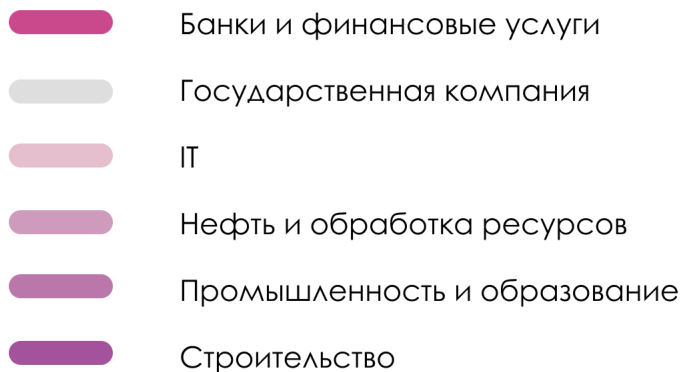 Банки и финансовые услуги
Государственная компания
IT
Нефть и обработка ресурсов
Промышленность и образование
Строительство